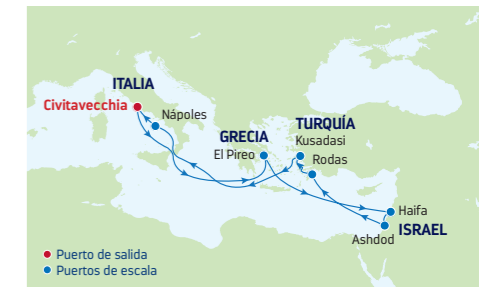 ITALIA
Civitavecchia
Nápoles
GRECIA
El Pireo
TURQUÍA
Kusadasi
Rodas
Haifa
ISRAEL
Ashdod
Puerto de salida
Puertos de escala